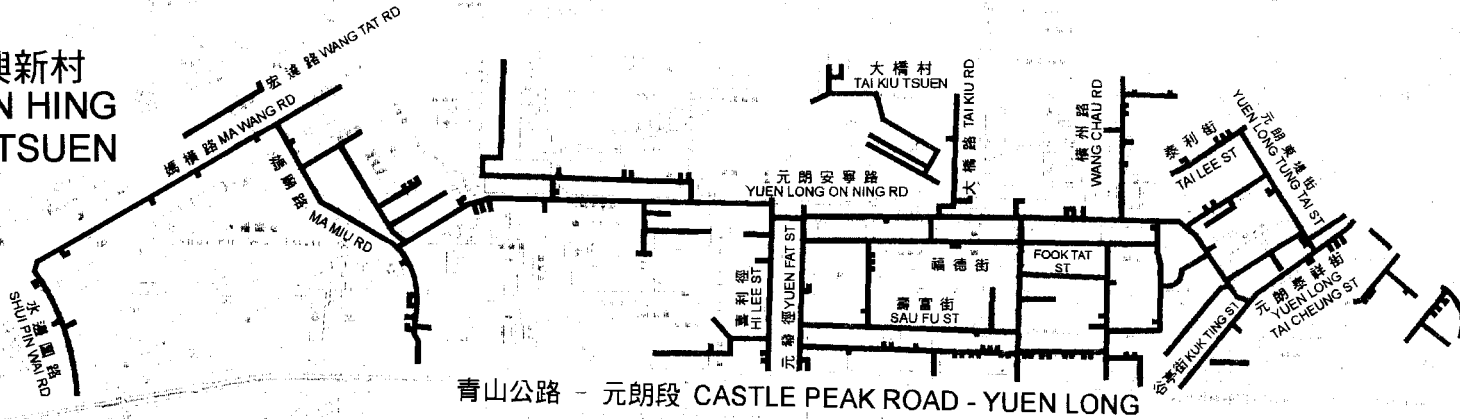 新村
N HING
TSUEN
宏達路 WANG TAT RD
媽橫路 MA WANG RD
媽廟路 MA MIU RD
水邊圍路
SHUI PIN WAI RD
元朗安寧路
YUEN LONG ON NING RD
大橋村
TAI KIU TSUEN
大橋路 TAI KIU RD
橫州路
WANG CHAU RD
泰利街
TAI LEE ST
元朗東堤街
YUEN LONG TUNG TAI ST
喜利徑
HI LEE ST
元發徑 YUEN FAT ST
福德街
FOOK TAT
ST
壽富街
SAU FU ST
谷亭街 KUK TING ST
元朗泰祥街
YUEN LONG
TAI CHEUNG ST
青山公路 - 元朗段 CASTLE PEAK ROAD - YUEN LONG